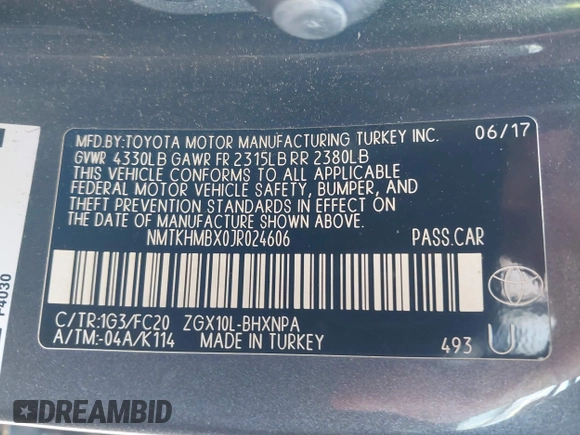 MFD.BY:TOYOTA MOTOR MANUFACTURING TURKEY INC. 06/17
GVWR 4330LB GAWR FR 2315LB RR 2380LB
THIS VEHICLE CONFORMS TO ALL APPLICABLE
FEDERAL MOTOR VEHICLE SAFETY, BUMPER, AND
THEFT PREVENTION STANDARDS IN EFFECT ON
THE DATE OF MANUFACTURE SHOWN ABOVE.
NMTKHMBX0JR024606 PASS.CAR
C/TR:1G3/FC20 ZGX10L-BHXNPA
A/TM:-04A/K114 MADE IN TURKEY 493 U
F4030
DREAMBID